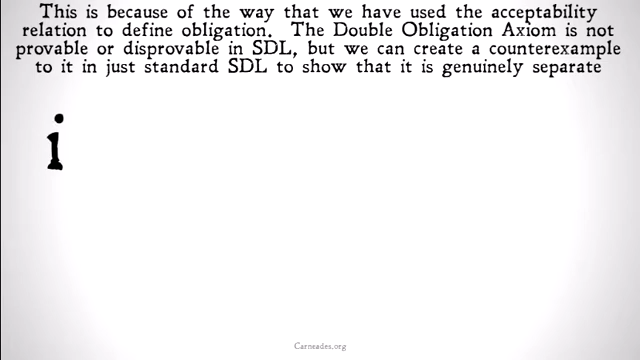 This is because of the way that we have used the acceptability
relation to define obligation. The Double Obligation Axiom is not
provable or disprovable in SDL, but we can create a counterexample
to it in just standard SDL to show that it is genuinely separate
i
Carneades.org